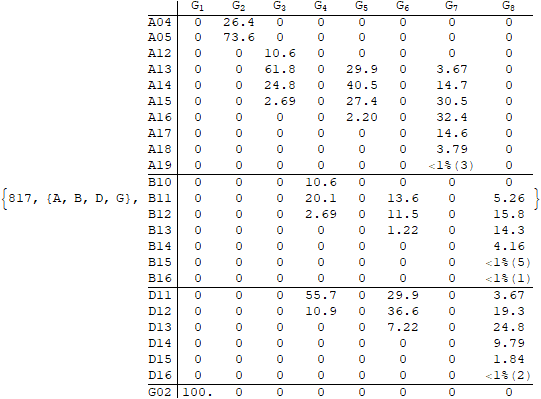 G₁ G₂ G₃ G₄ G₅ G₆ G₇ G₈
A04 0 26.4 0 0 0 0 0 0
A05 0 73.6 0 0 0 0 0 0
A12 0 0 10.6 0 0 0 0 0
A13 0 0 61.8 0 29.9 0 3.67 0
A14 0 0 24.8 0 40.5 0 14.7 0
A15 0 0 2.69 0 27.4 0 30.5 0
A16 0 0 0 0 2.20 0 32.4 0
A17 0 0 0 0 0 0 14.6 0
A18 0 0 0 0 0 0 3.79 0
A19 0 0 0 0 0 0 <1%(3) 0
B10 0 0 0 10.6 0 0 0 0
{817, {A, B, D, G}, B11 0 0 0 20.1 0 13.6 0 5.26 }
B12 0 0 0 2.69 0 11.5 0 15.8
B13 0 0 0 0 0 1.22 0 14.3
B14 0 0 0 0 0 0 0 4.16
B15 0 0 0 0 0 0 0 <1%(5)
B16 0 0 0 0 0 0 0 <1%(1)
D11 0 0 0 55.7 0 29.9 0 3.67
D12 0 0 0 10.9 0 36.6 0 19.3
D13 0 0 0 0 0 7.22 0 24.8
D14 0 0 0 0 0 0 0 9.79
D15 0 0 0 0 0 0 0 1.84
D16 0 0 0 0 0 0 0 <1%(2)
G02 100. 0 0 0 0 0 0 0